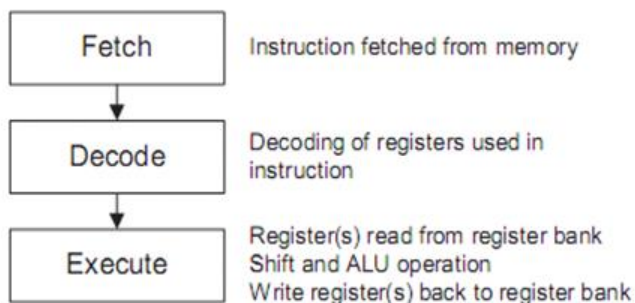 Fetch
Instruction fetched from memory
Decode
Decoding of registers used in
instruction
Execute
Register(s) read from register bank
Shift and ALU operation
Write register(s) back to register bank